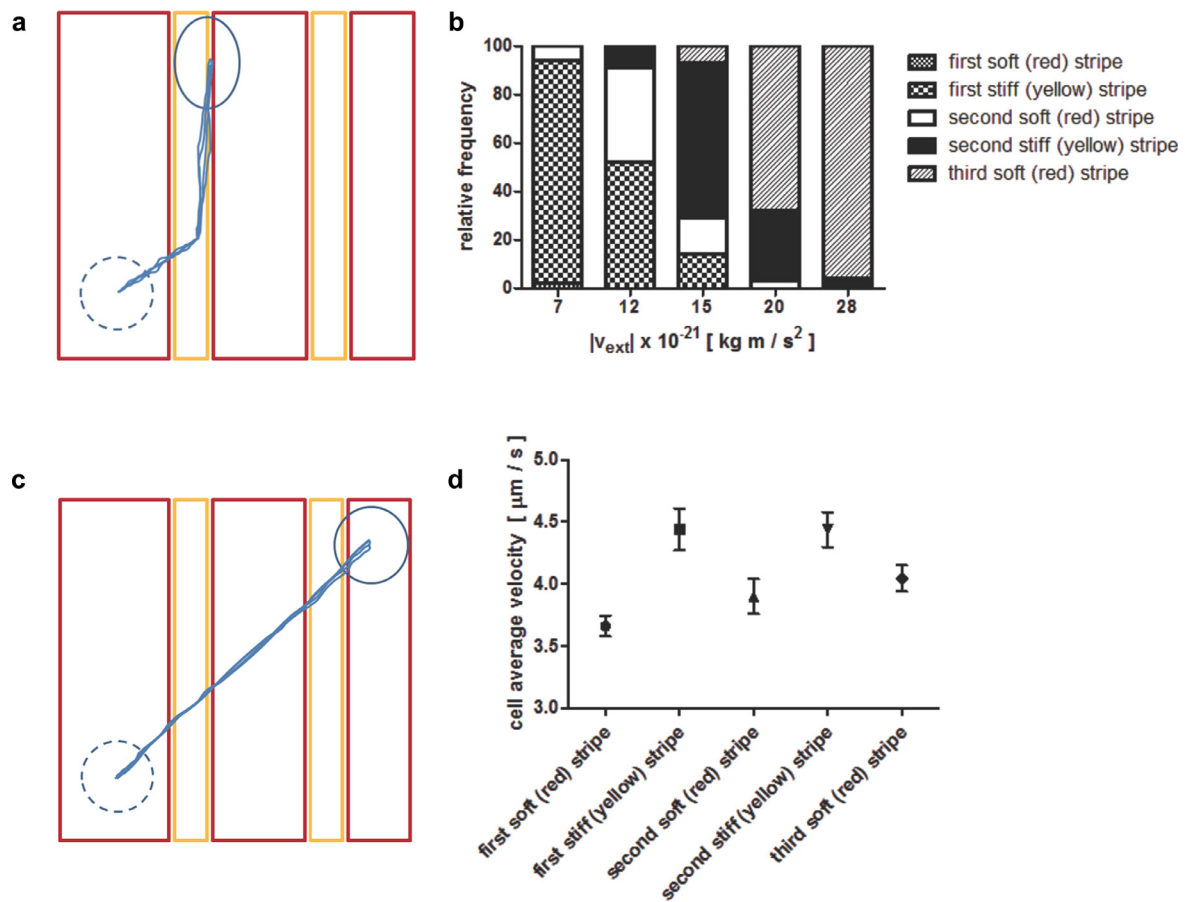 a
b
100
80
60
40
20
0
relative frequency
7 12 15 20 28
|v_ext| x 10^-21 [ kg m / s^2 ]
first soft (red) stripe
first stiff (yellow) stripe
second soft (red) stripe
second stiff (yellow) stripe
third soft (red) stripe
c
d
5.0
4.5
4.0
3.5
3.0
cell average velocity [ µm / s ]
first soft (red) stripe
first stiff (yellow) stripe
second soft (red) stripe
second stiff (yellow) stripe
third soft (red) stripe